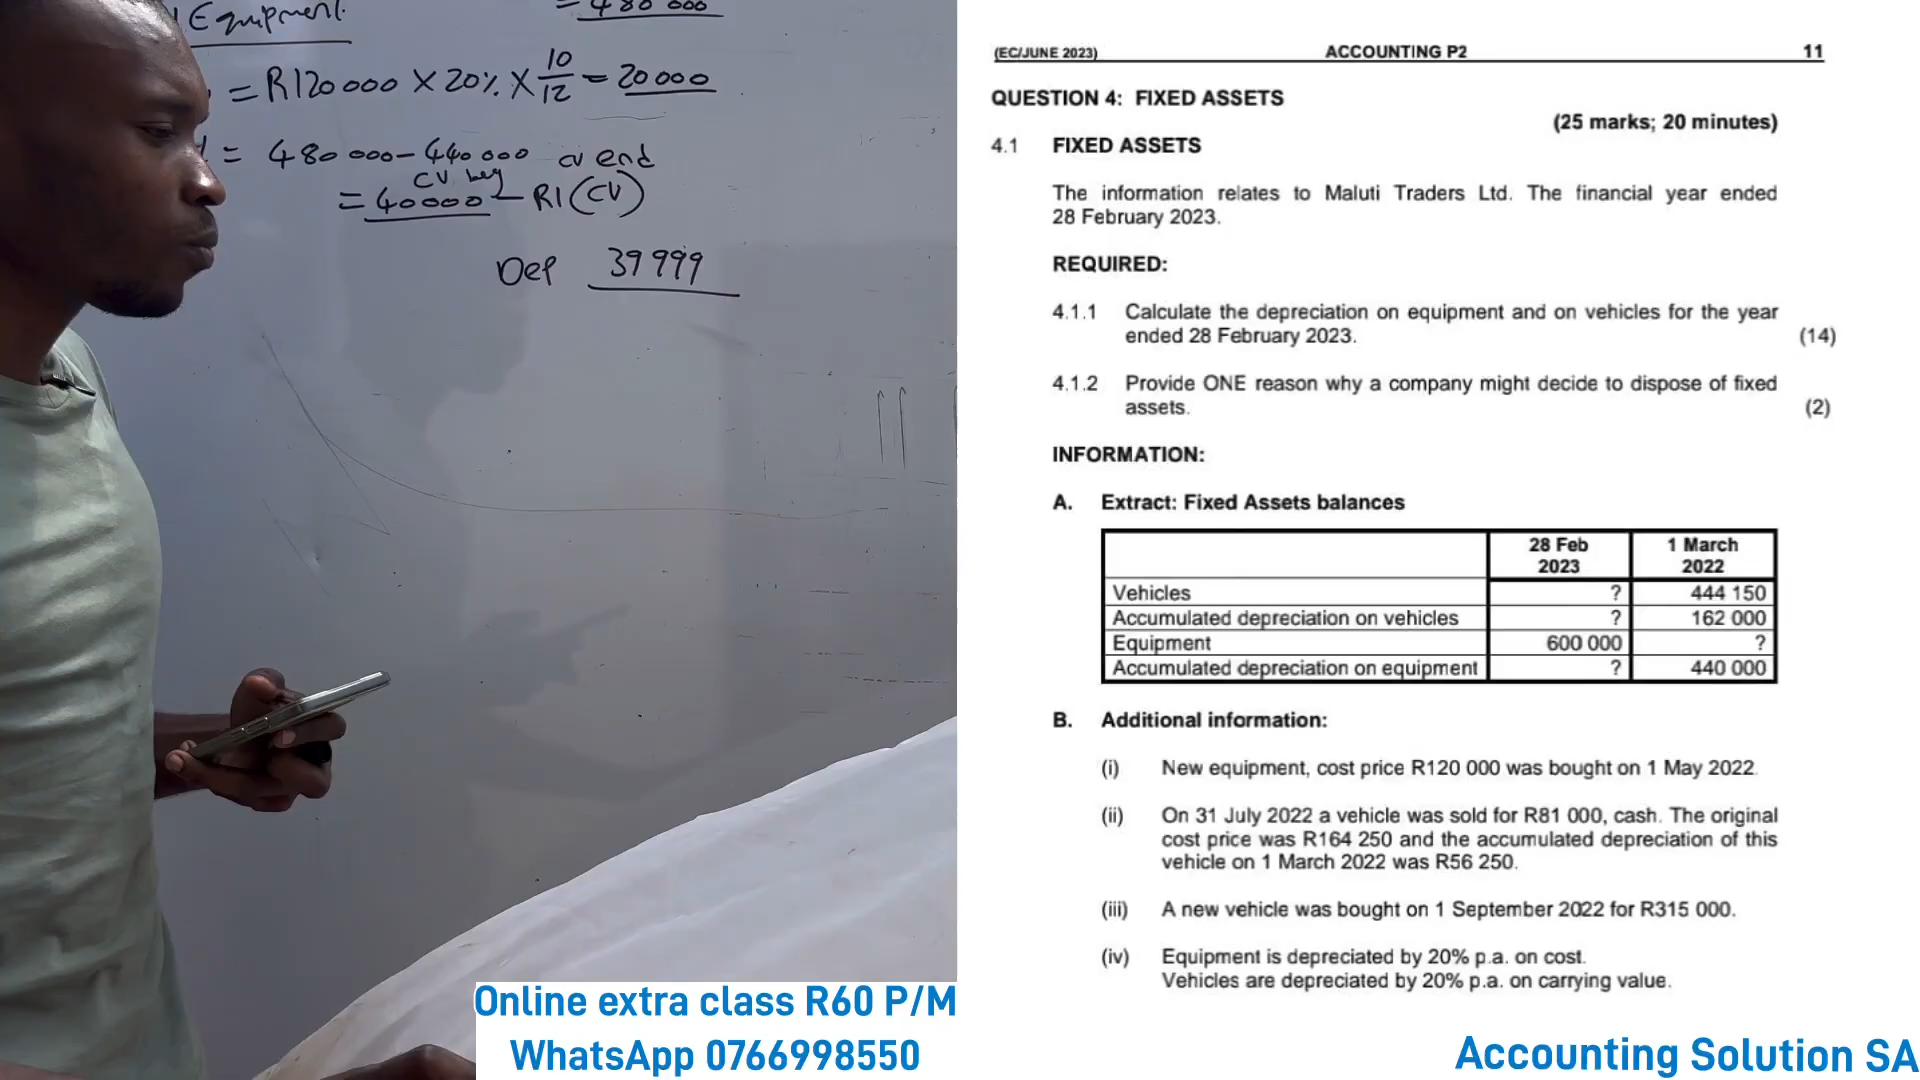 Equipment.
= 480 000
= R120000 X 20% X 10/12 = 20 000
= 480 000 - 440 000 cv end
cv beg
= 40000 - R1 (CV)
Dep 39 999
(EC/JUNE 2023) ACCOUNTING P2 11
QUESTION 4: FIXED ASSETS
(25 marks; 20 minutes)
4.1 FIXED ASSETS
The information relates to Maluti Traders Ltd. The financial year ended
28 February 2023.
REQUIRED:
4.1.1 Calculate the depreciation on equipment and on vehicles for the year
ended 28 February 2023. (14)
4.1.2 Provide ONE reason why a company might decide to dispose of fixed
assets. (2)
INFORMATION:
A. Extract: Fixed Assets balances
28 Feb 1 March
2023 2022
Vehicles ? 444 150
Accumulated depreciation on vehicles ? 162 000
Equipment 600 000 ?
Accumulated depreciation on equipment ? 440 000
B. Additional information:
(i) New equipment, cost price R120 000 was bought on 1 May 2022.
(ii) On 31 July 2022 a vehicle was sold for R81 000, cash. The original
cost price was R164 250 and the accumulated depreciation of this
vehicle on 1 March 2022 was R56 250.
(iii) A new vehicle was bought on 1 September 2022 for R315 000.
(iv) Equipment is depreciated by 20% p.a. on cost.
Vehicles are depreciated by 20% p.a. on carrying value.
Online extra class R60 P/M
WhatsApp 0766998550
Accounting Solution SA